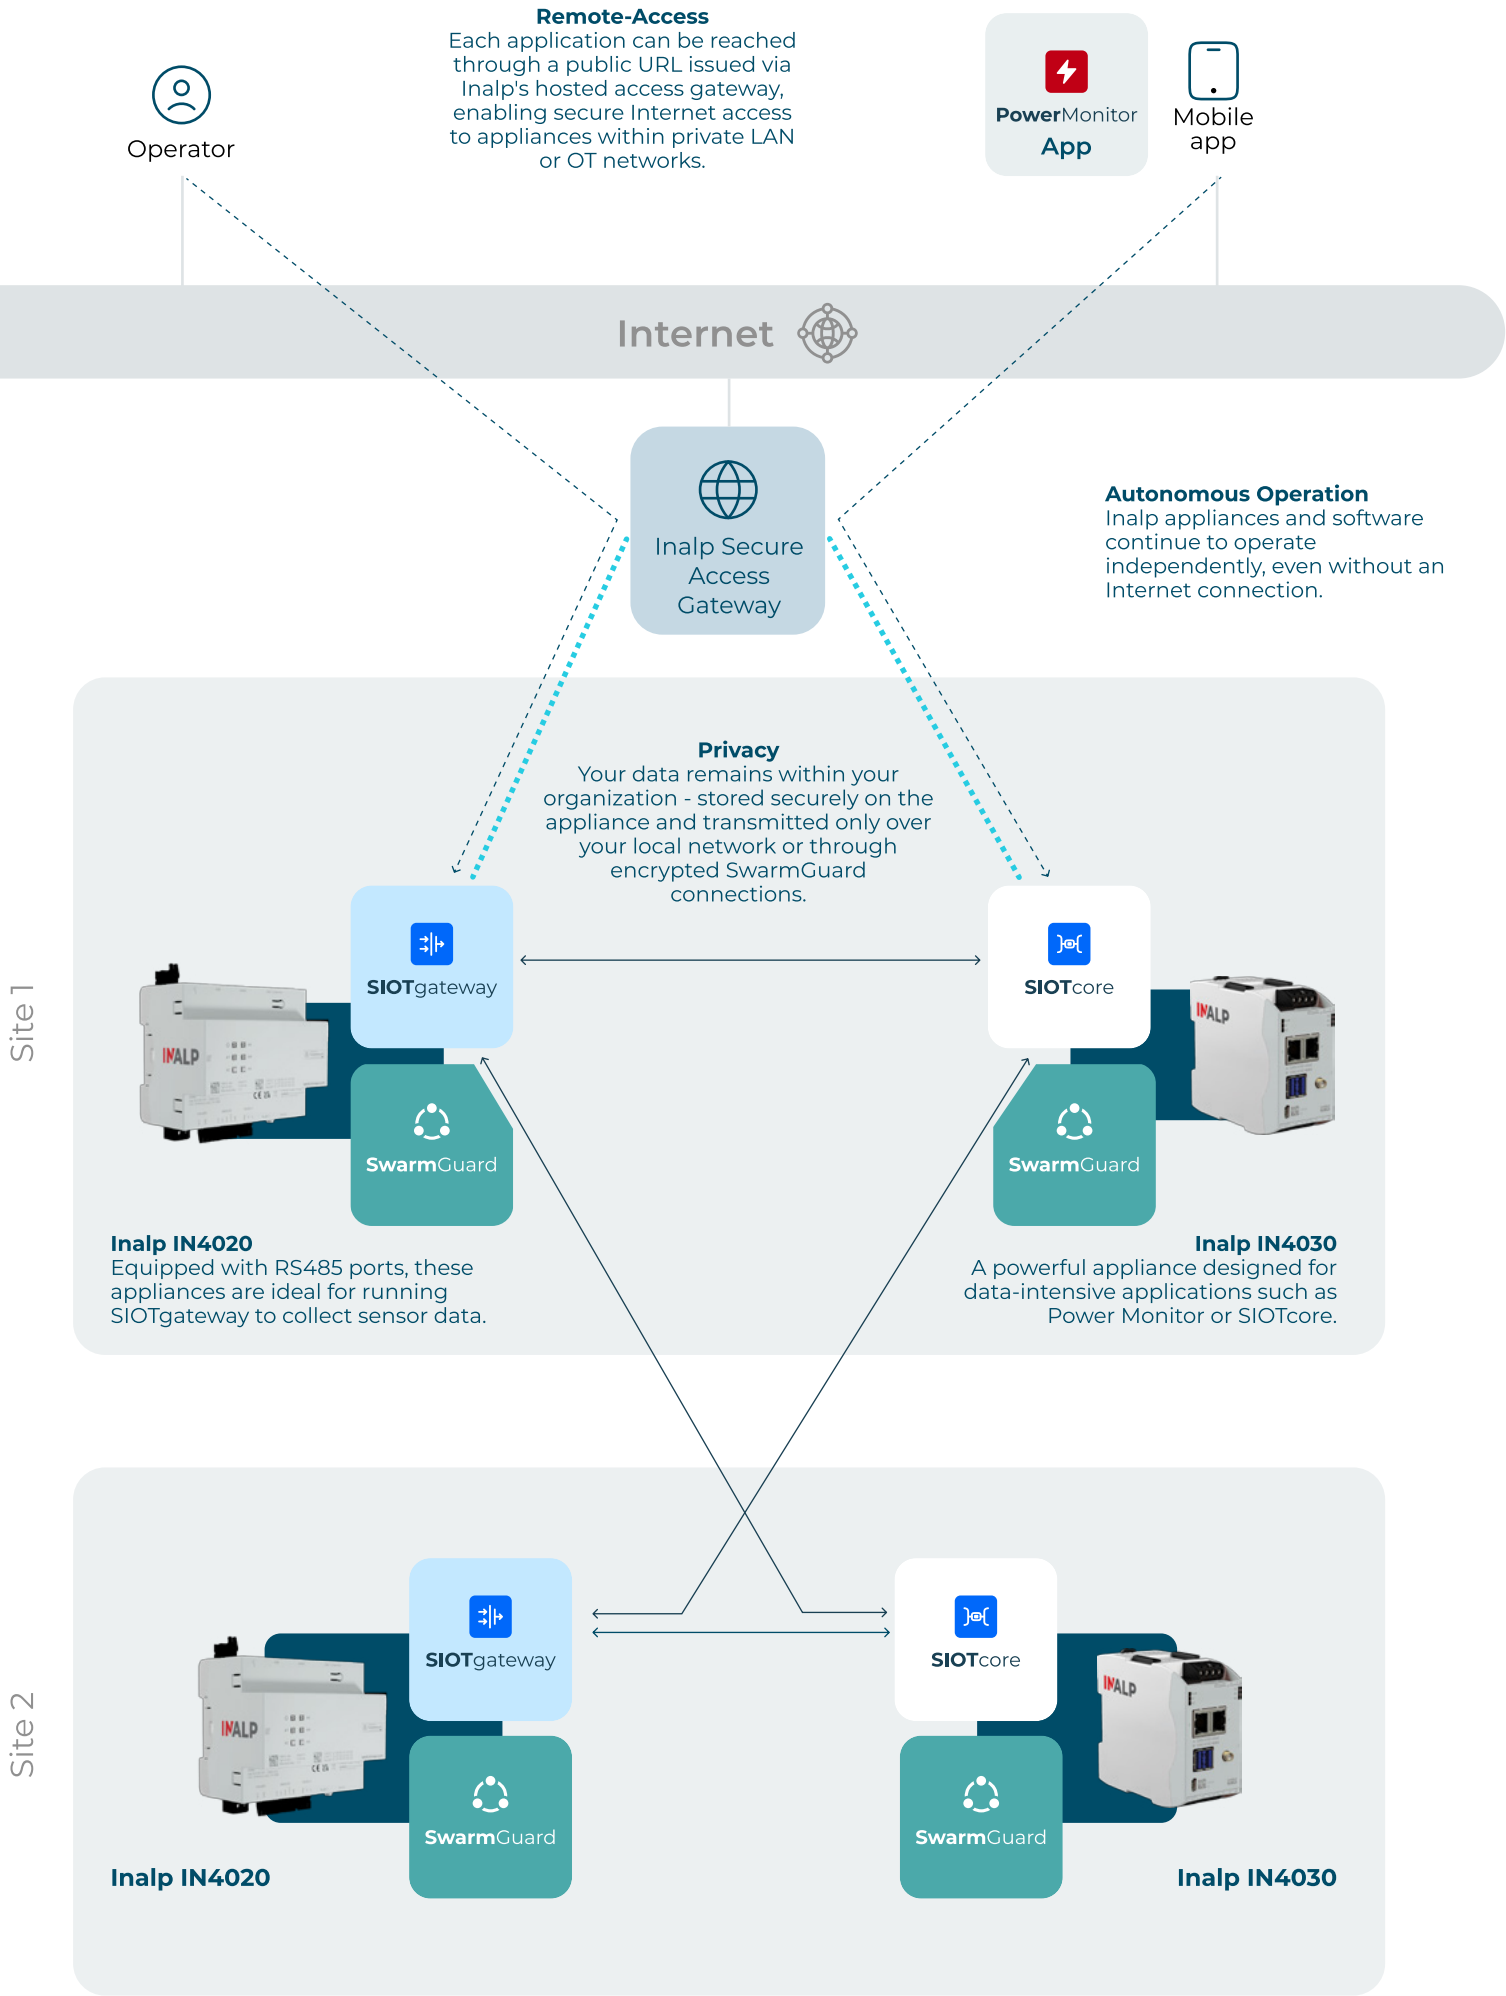 Remote-Access
Each application can be reached
through a public URL issued via
Inalp's hosted access gateway,
enabling secure Internet access
to appliances within private LAN
or OT networks.
Operator
PowerMonitor
App
Mobile
app
Internet
Inalp Secure
Access
Gateway
Autonomous Operation
Inalp appliances and software
continue to operate
independently, even without an
Internet connection.
Privacy
Your data remains within your
organization - stored securely on the
appliance and transmitted only over
your local network or through
encrypted SwarmGuard
connections.
Site 1
SIOTgateway
SIOTcore
INALP
INALP
SwarmGuard
SwarmGuard
Inalp IN4020
Equipped with RS485 ports, these
appliances are ideal for running
SIOTgateway to collect sensor data.
Inalp IN4030
A powerful appliance designed for
data-intensive applications such as
Power Monitor or SIOTcore.
Site 2
SIOTgateway
SIOTcore
INALP
INALP
SwarmGuard
SwarmGuard
Inalp IN4020
Inalp IN4030